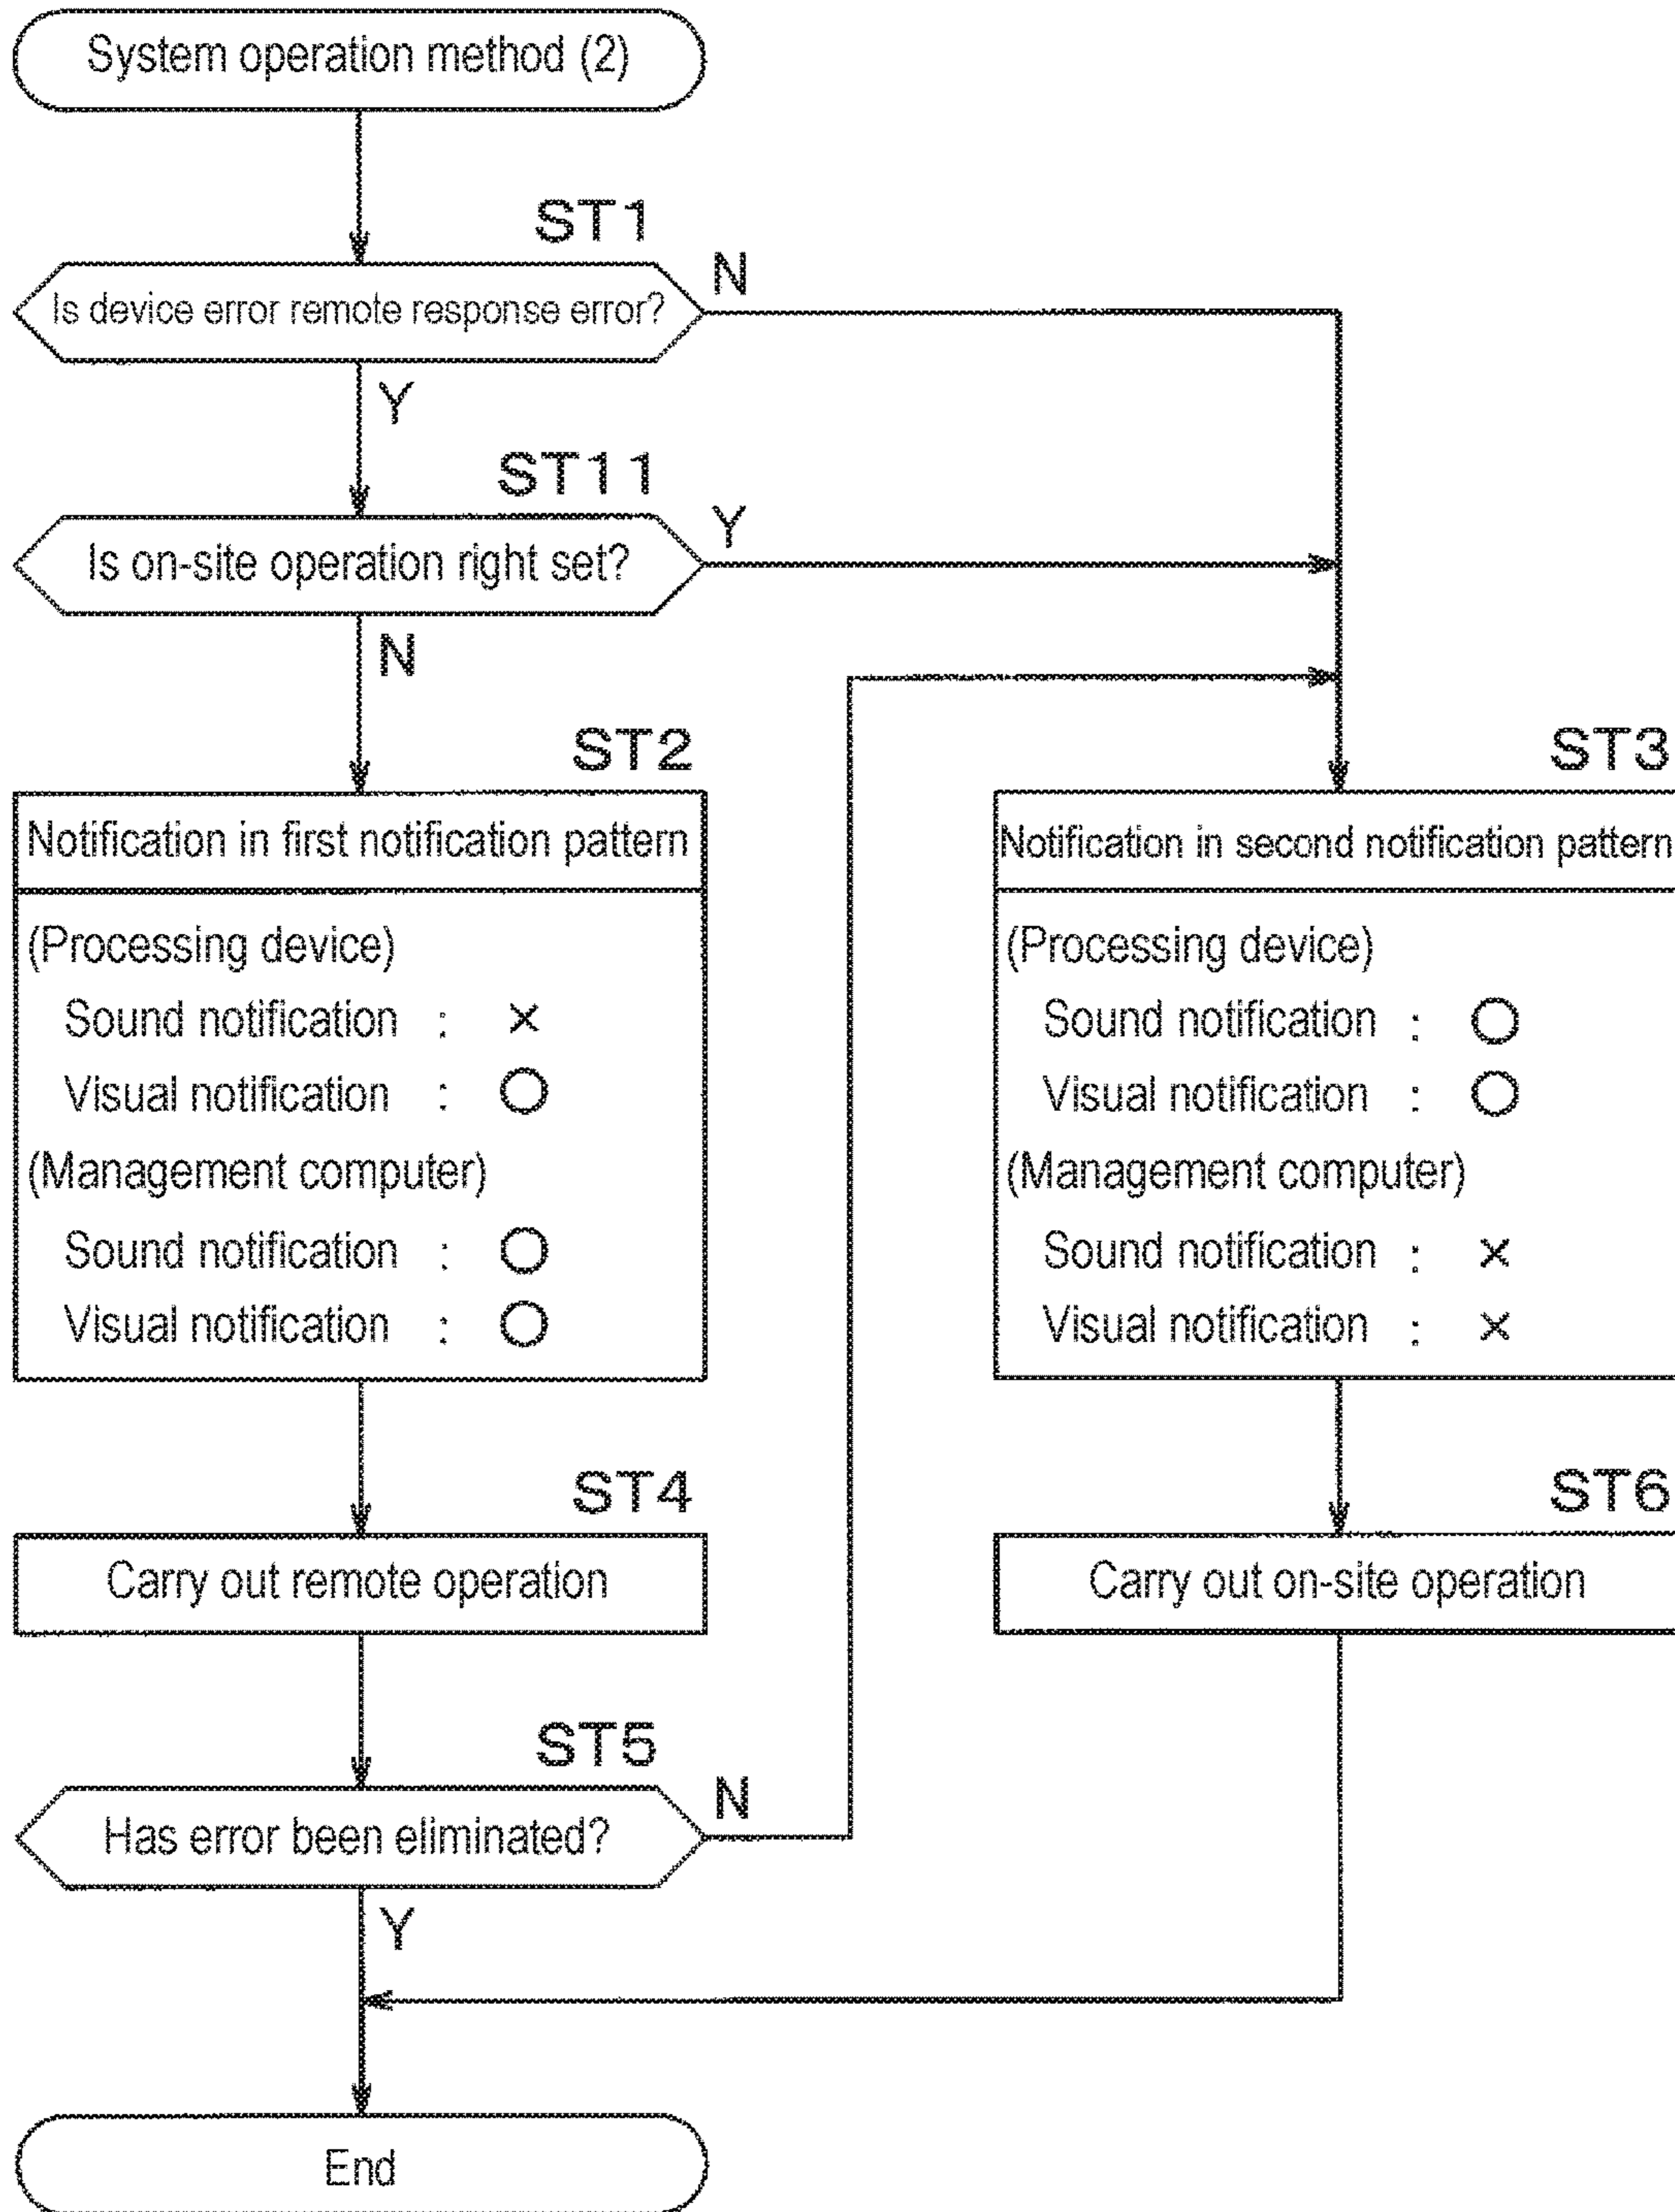 System operation method (2)
ST1
Is device error remote response error?
N
Y
ST11
Is on-site operation right set?
Y
N
ST2
Notification in first notification pattern
(Processing device)
Sound notification : ×
Visual notification : ○
(Management computer)
Sound notification : ○
Visual notification : ○
ST3
Notification in second notification pattern
(Processing device)
Sound notification : ○
Visual notification : ○
(Management computer)
Sound notification : ×
Visual notification : ×
ST4
Carry out remote operation
ST6
Carry out on-site operation
ST5
Has error been eliminated?
N
Y
End